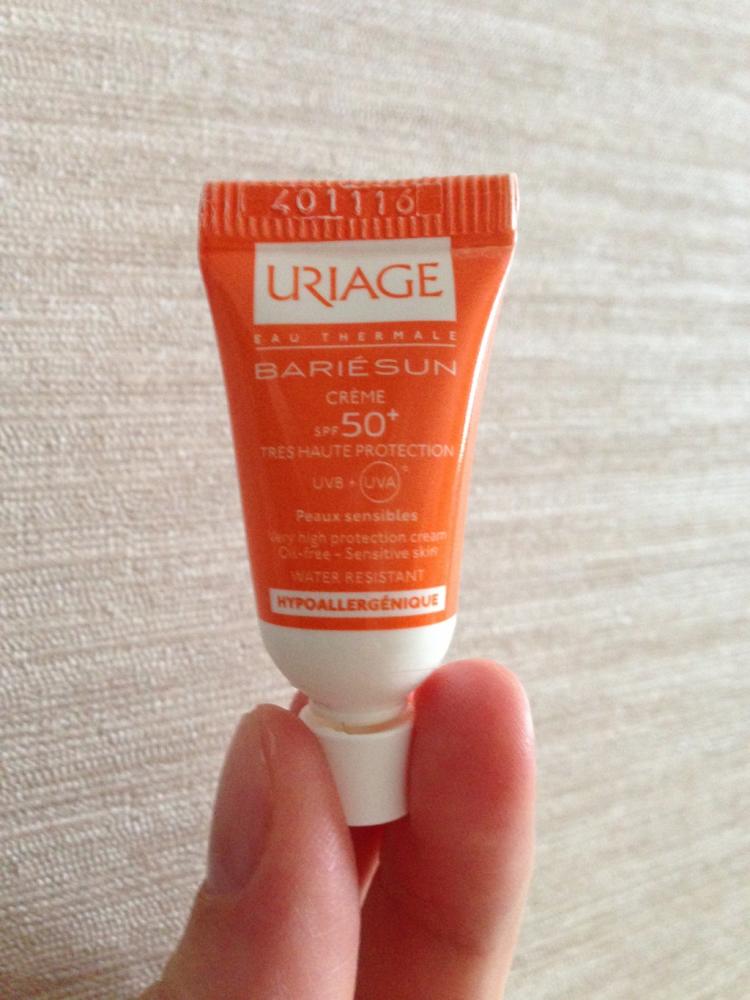 401116
URIAGE
EAU THERMALE
BARIÉSUN
CRÈME
SPF 50+
TRES HAUTE PROTECTION
UVB + UVA
Peaux sensibles
Very high protection cream
Oil-free - Sensitive skin
WATER RESISTANT
HYPOALLERGÉNIQUE